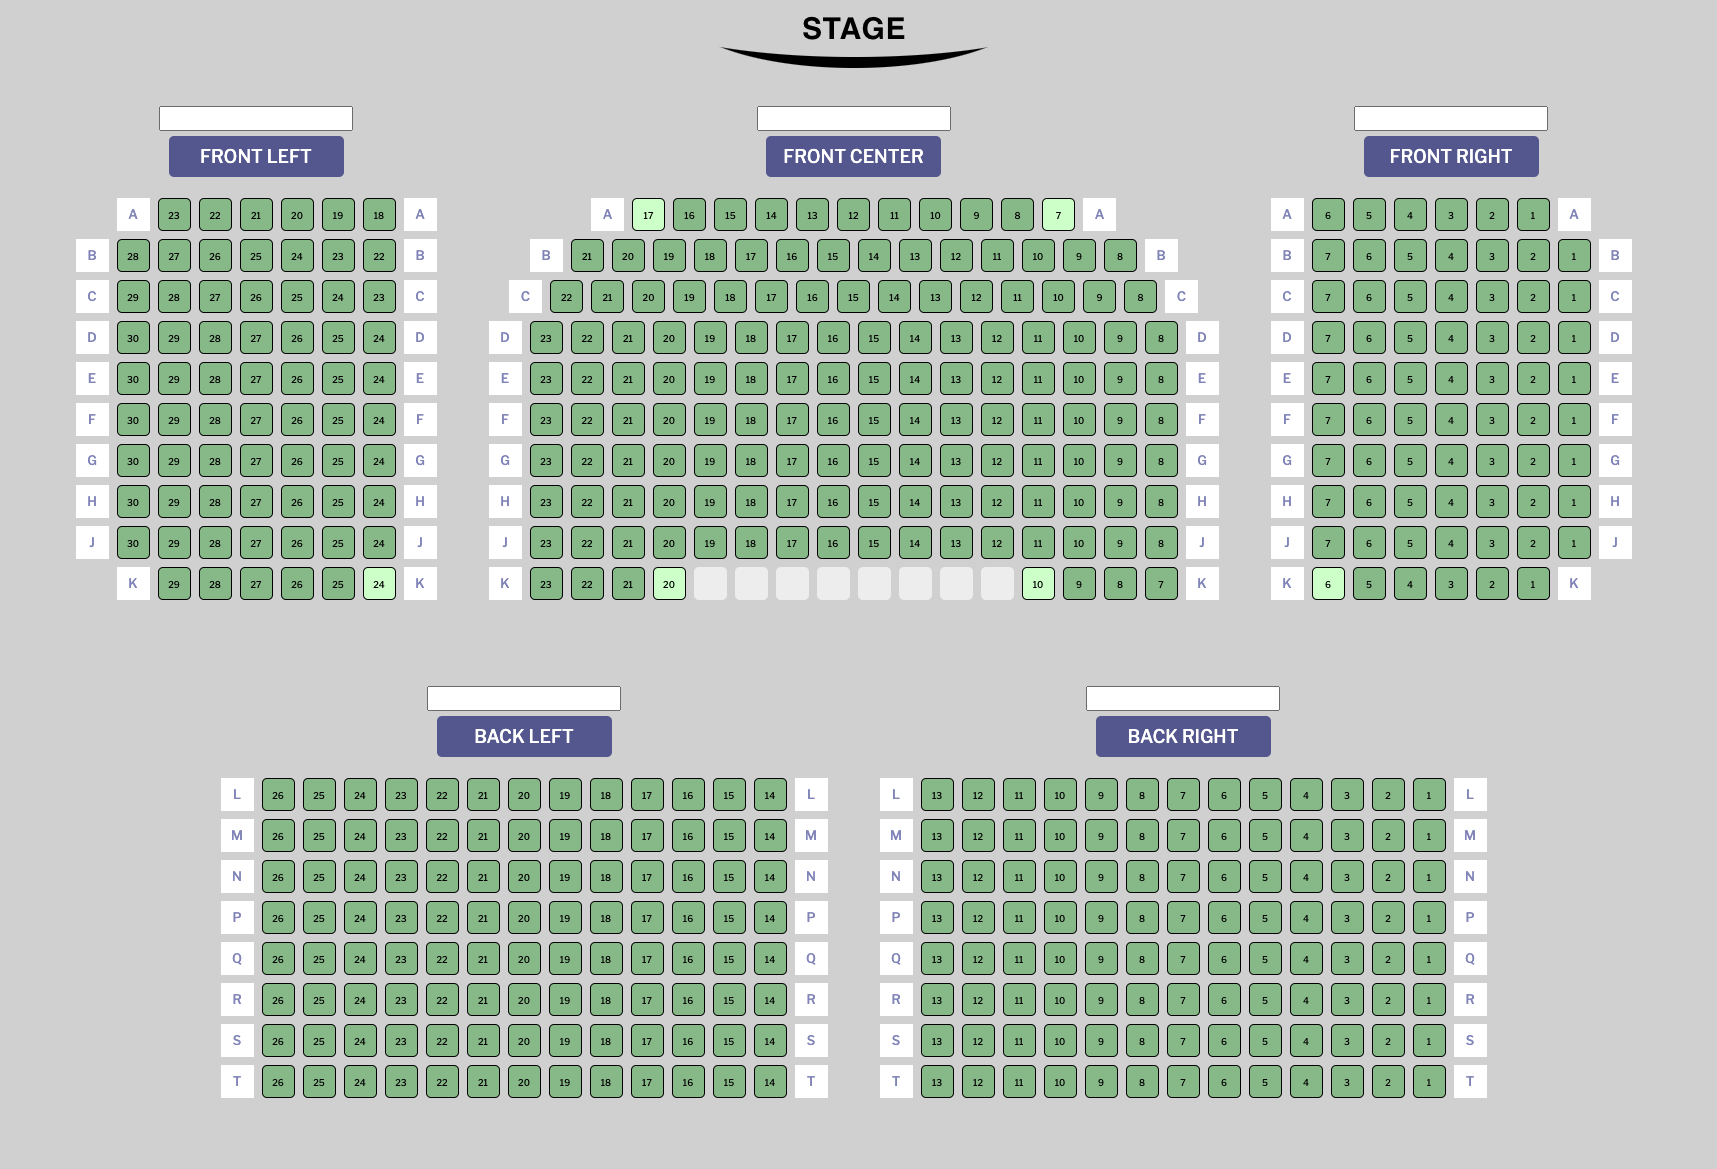 STAGE
FRONT LEFT FRONT CENTER FRONT RIGHT
A 23 22 21 20 19 18 A A 17 16 15 14 13 12 11 10 9 8 7 A A 6 5 4 3 2 1 A
B 28 27 26 25 24 23 22 B B 21 20 19 18 17 16 15 14 13 12 11 10 9 8 B B 7 6 5 4 3 2 1 B
C 29 28 27 26 25 24 23 C C 22 21 20 19 18 17 16 15 14 13 12 11 10 9 8 C C 7 6 5 4 3 2 1 C
D 30 29 28 27 26 25 24 D D 23 22 21 20 19 18 17 16 15 14 13 12 11 10 9 8 D D 7 6 5 4 3 2 1 D
E 30 29 28 27 26 25 24 E E 23 22 21 20 19 18 17 16 15 14 13 12 11 10 9 8 E E 7 6 5 4 3 2 1 E
F 30 29 28 27 26 25 24 F F 23 22 21 20 19 18 17 16 15 14 13 12 11 10 9 8 F F 7 6 5 4 3 2 1 F
G 30 29 28 27 26 25 24 G G 23 22 21 20 19 18 17 16 15 14 13 12 11 10 9 8 G G 7 6 5 4 3 2 1 G
H 30 29 28 27 26 25 24 H H 23 22 21 20 19 18 17 16 15 14 13 12 11 10 9 8 H H 7 6 5 4 3 2 1 H
J 30 29 28 27 26 25 24 J J 23 22 21 20 19 18 17 16 15 14 13 12 11 10 9 8 J J 7 6 5 4 3 2 1 J
K 29 28 27 26 25 24 K K 23 22 21 20 10 9 8 7 K K 6 5 4 3 2 1 K
BACK LEFT BACK RIGHT
L 26 25 24 23 22 21 20 19 18 17 16 15 14 L L 13 12 11 10 9 8 7 6 5 4 3 2 1 L
M 26 25 24 23 22 21 20 19 18 17 16 15 14 M M 13 12 11 10 9 8 7 6 5 4 3 2 1 M
N 26 25 24 23 22 21 20 19 18 17 16 15 14 N N 13 12 11 10 9 8 7 6 5 4 3 2 1 N
P 26 25 24 23 22 21 20 19 18 17 16 15 14 P P 13 12 11 10 9 8 7 6 5 4 3 2 1 P
Q 26 25 24 23 22 21 20 19 18 17 16 15 14 Q Q 13 12 11 10 9 8 7 6 5 4 3 2 1 Q
R 26 25 24 23 22 21 20 19 18 17 16 15 14 R R 13 12 11 10 9 8 7 6 5 4 3 2 1 R
S 26 25 24 23 22 21 20 19 18 17 16 15 14 S S 13 12 11 10 9 8 7 6 5 4 3 2 1 S
T 26 25 24 23 22 21 20 19 18 17 16 15 14 T T 13 12 11 10 9 8 7 6 5 4 3 2 1 T